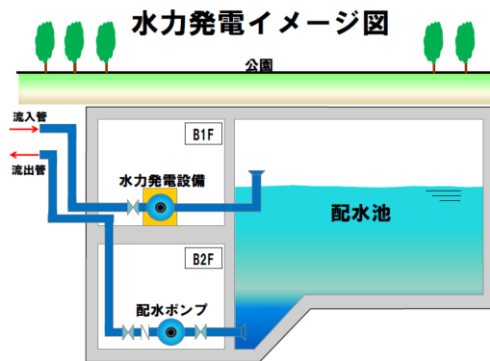 水力発電イメージ図
公園
流入管
B1F
流出管
水力発電設備
配水池
B2F
配水ポンプ